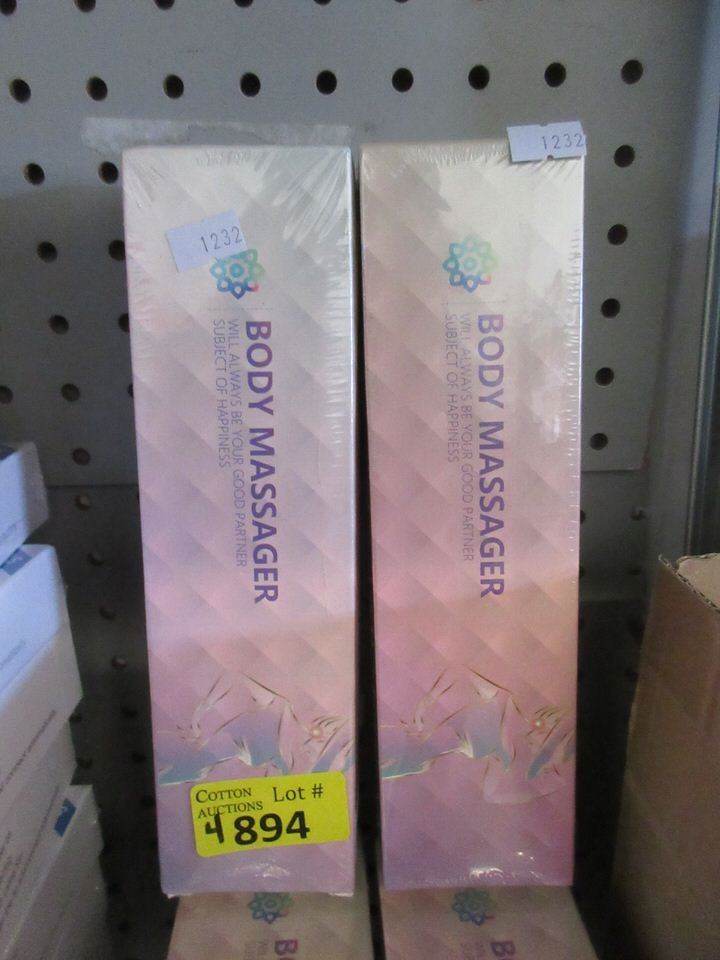 1232
BODY MASSAGER
WILL ALWAYS BE YOUR GOOD PARTNER
SUBJECT OF HAPPINESS
COTTON
AUCTIONS
Lot #
4894
1232
BODY MASSAGER
WILL ALWAYS BE YOUR GOOD PARTNER
SUBJECT OF HAPPINESS